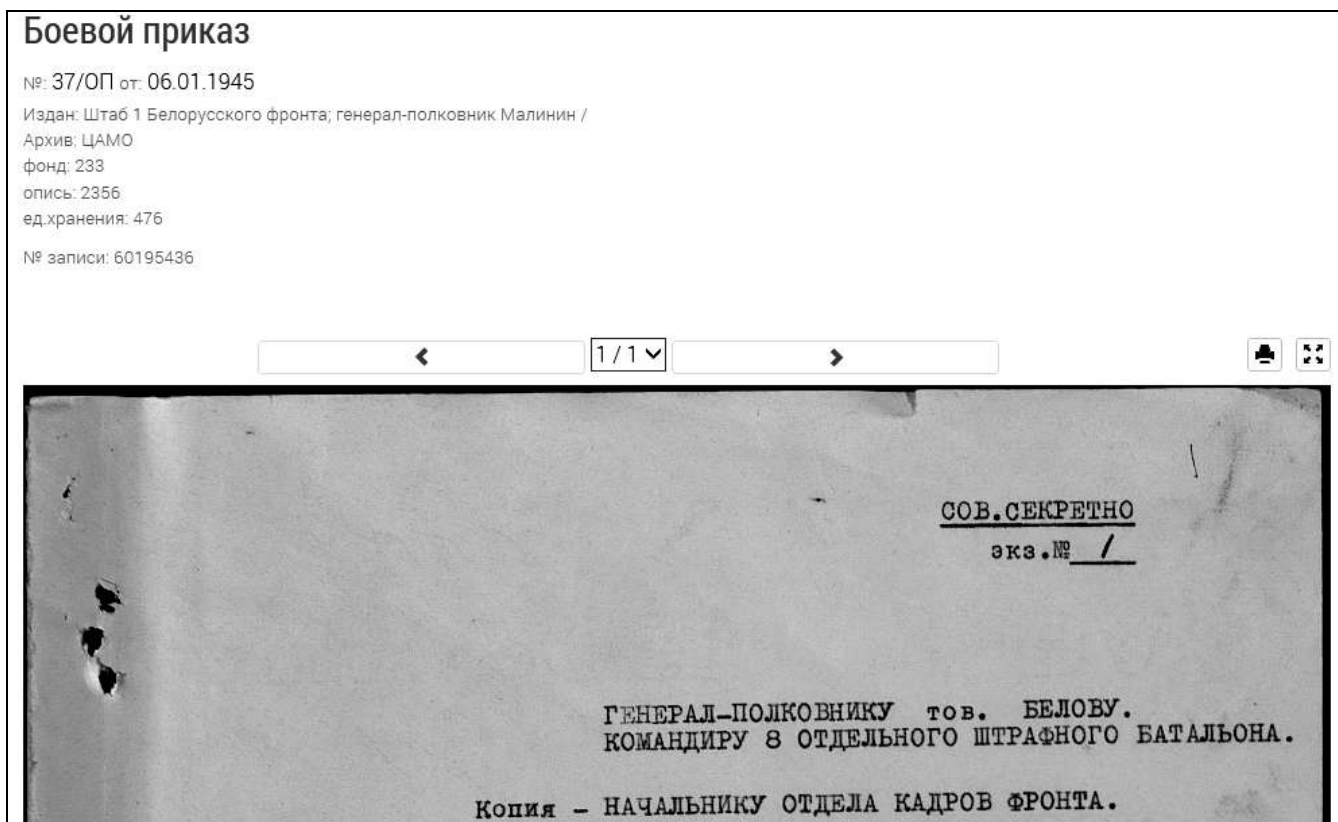 Боевой приказ
№: 37/ОП от: 06.01.1945
Издан: Штаб 1 Белорусского фронта; генерал-полковник Малинин /
Архив: ЦАМО
фонд: 233
опись: 2356
ед.хранения: 476
№ записи: 60195436
1 / 1
СОВ.СЕКРЕТНО
экз.№ 1
ГЕНЕРАЛ-ПОЛКОВНИКУ тов. БЕЛОВУ.
КОМАНДИРУ 8 ОТДЕЛЬНОГО ШТРАФНОГО БАТАЛЬОНА.
Копия - НАЧАЛЬНИКУ ОТДЕЛА КАДРОВ ФРОНТА.